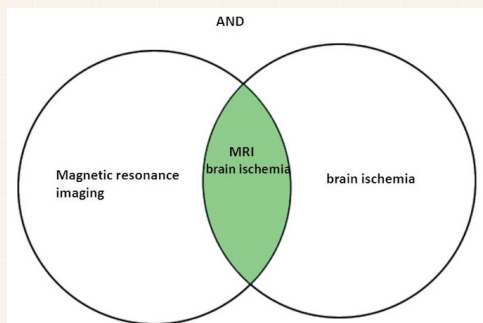 AND
MRI
brain ischemia
Magnetic resonance
imaging
brain ischemia